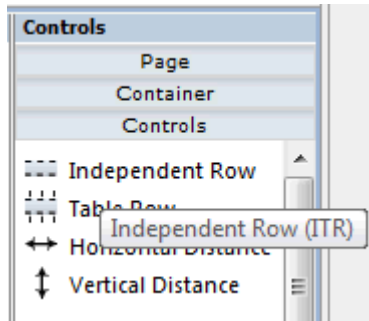 Controls
Page
Container
Controls
Independent Row
Table Row
Independent Row (ITR)
Horizontal Distance
Vertical Distance